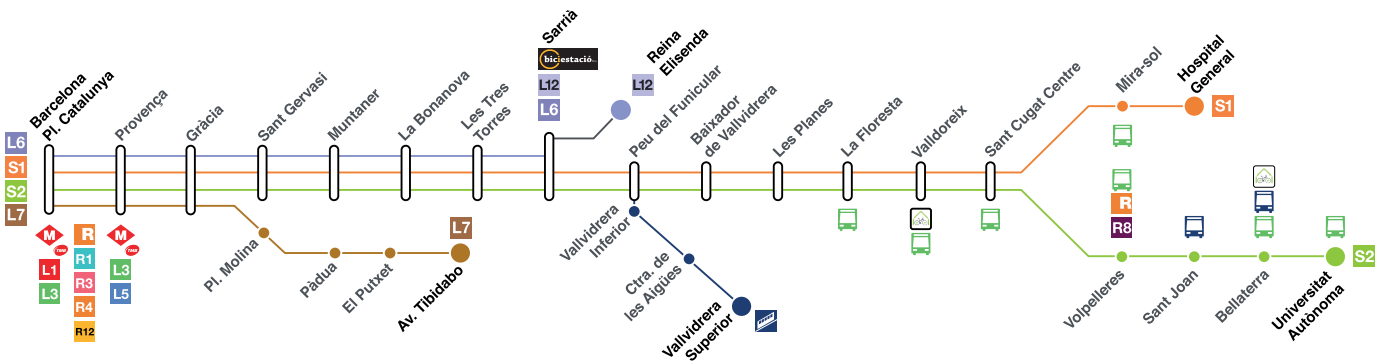 Barcelona
Pl. Catalunya
Provença
Gràcia
Sant Gervasi
Muntaner
La Bonanova
Les Tres
Torres
Sarrià
biciestació
L12
L6
Reina
Elisenda
L12
Peu del Funicular
Baixador
de Vallvidrera
Les Planes
La Floresta
Valldoreix
Sant Cugat Centre
Mira-sol
Hospital
General
S1
L6
S1
S2
L7
M
L1
L3
R
R1
R3
R4
R12
M
L3
L5
Pl. Molina
Pàdua
El Putxet
L7
Av. Tibidabo
Vallvidrera
Inferior
Ctra. de
les Aigües
Vallvidrera
Superior
R
R8
Volpelleres
Sant Joan
Bellaterra
Universitat
Autònoma
S2